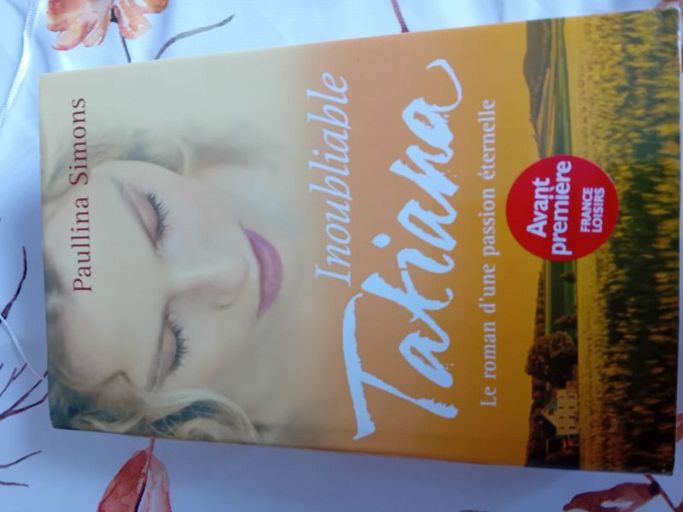 Paullina Simons
Inoubliable
Tatiana
Le roman d'une passion éternelle
Avant
première
FRANCE
LOISIRS